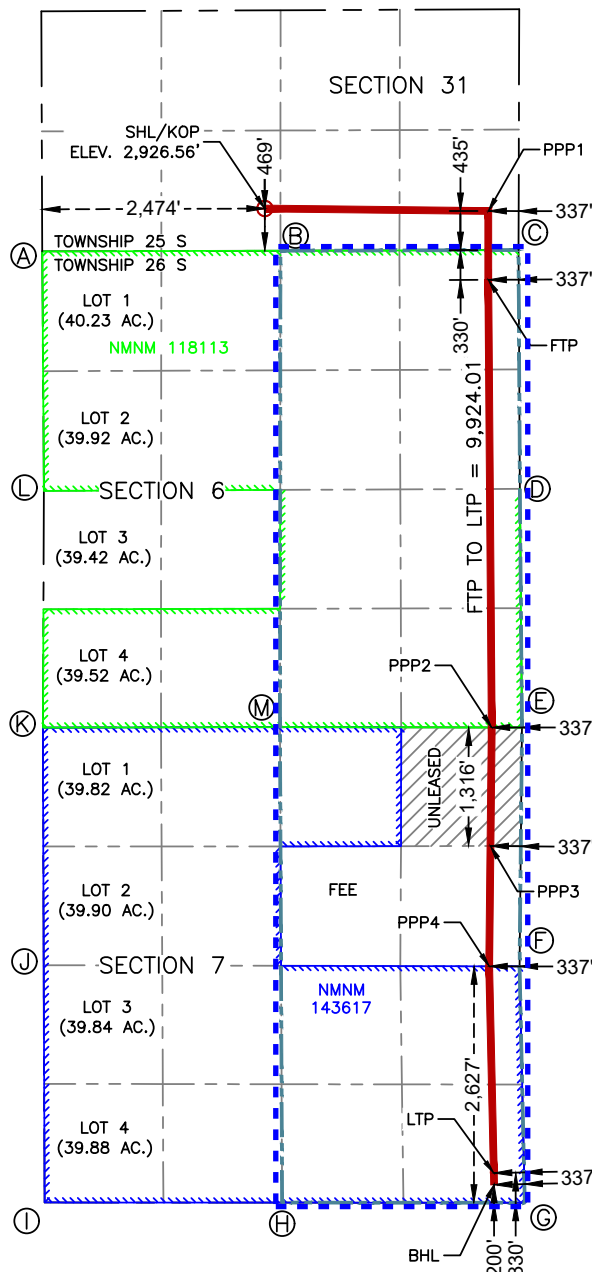 SECTION 31
SHL/KOP
ELEV. 2,926.56'
469'
435'
PPP1
2,474'
337'
A
TOWNSHIP 25 S
B
C
TOWNSHIP 26 S
LOT 1
(40.23 AC.)
337'
330'
FTP
NMNM 118113
FTP TO LTP = 9,924.01
LOT 2
(39.92 AC.)
L
SECTION 6
D
LOT 3
(39.42 AC.)
LOT 4
(39.52 AC.)
PPP2
M
E
K
337'
LOT 1
(39.82 AC.)
UNLEASED
1,316'
337'
LOT 2
(39.90 AC.)
FEE
PPP3
PPP4
F
J
SECTION 7
337'
LOT 3
(39.84 AC.)
NMNM
143617
2,627'
LOT 4
(39.88 AC.)
LTP
337'
I
H
G
BHL
200'
330'